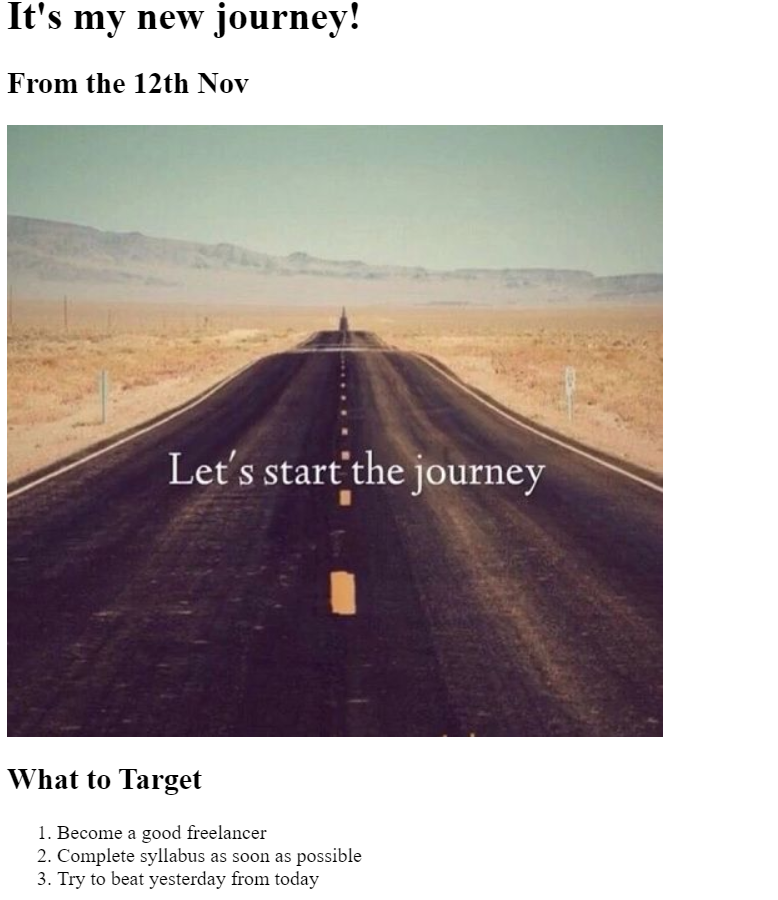 It's my new journey!
From the 12th Nov
Let's start the journey
What to Target
1. Become a good freelancer
2. Complete syllabus as soon as possible
3. Try to beat yesterday from today